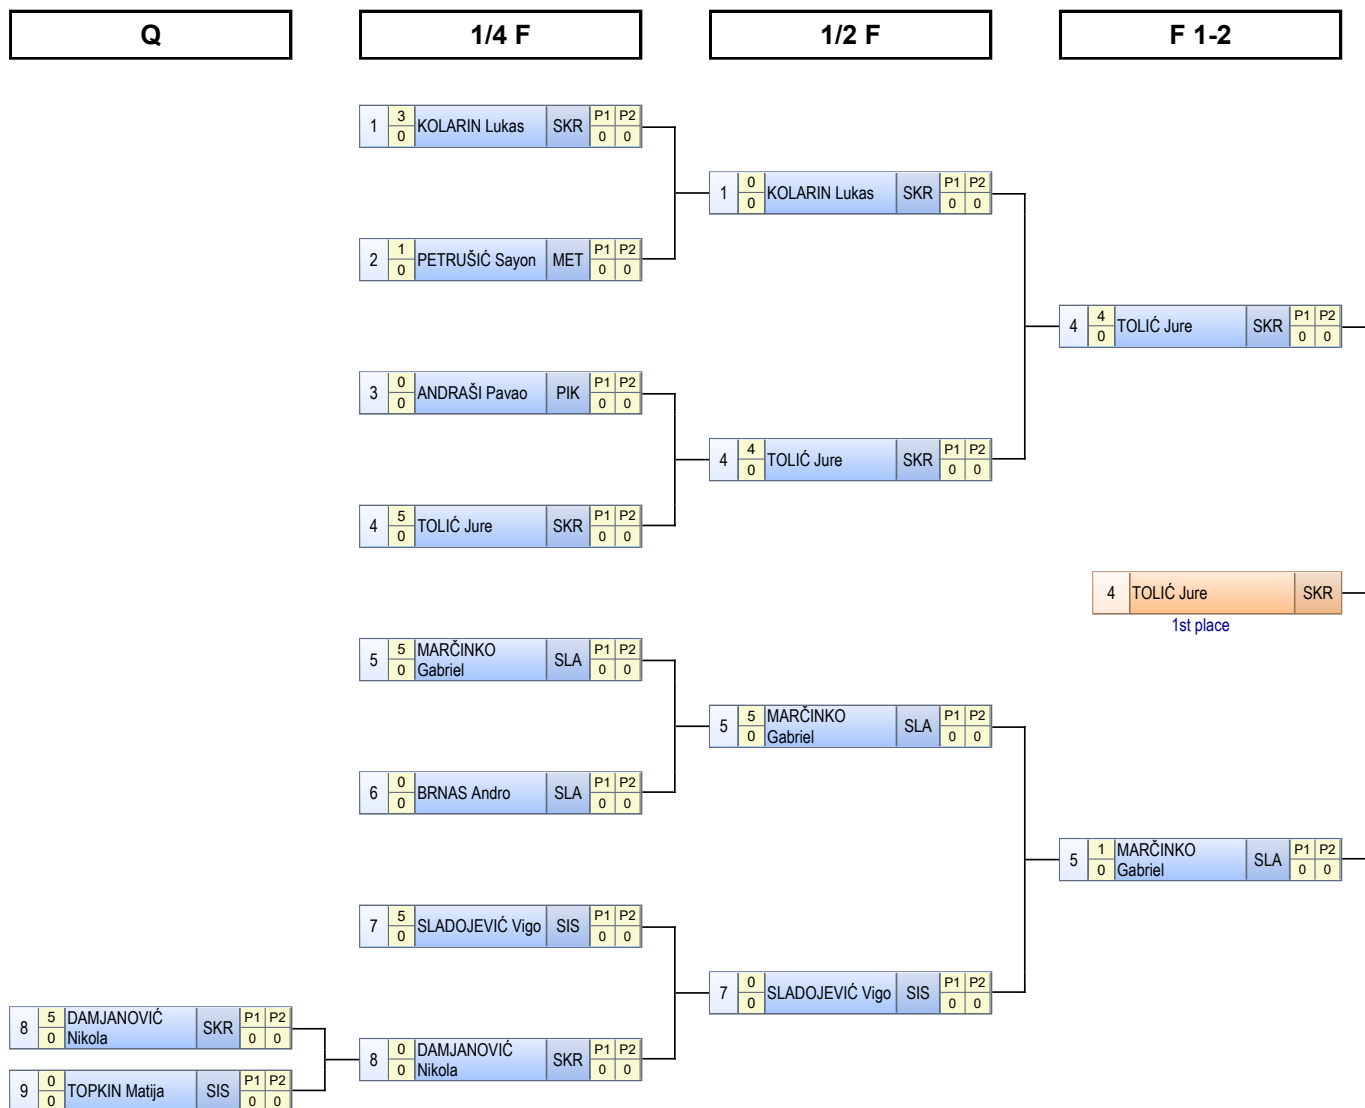 Q
1/4 F
1/2 F
F 1-2
1 3 0 KOLARIN Lukas SKR P1 P2 0 0
1 0 0 KOLARIN Lukas SKR P1 P2 0 0
2 1 0 PETRUŠIĆ Sayon MET P1 P2 0 0
4 4 0 TOLIĆ Jure SKR P1 P2 0 0
3 0 0 ANDRAŠI Pavao PIK P1 P2 0 0
4 4 0 TOLIĆ Jure SKR P1 P2 0 0
4 5 0 TOLIĆ Jure SKR P1 P2 0 0
4 TOLIĆ Jure SKR
1st place
5 5 0 MARČINKO Gabriel SLA P1 P2 0 0
5 5 0 MARČINKO Gabriel SLA P1 P2 0 0
6 0 0 BRNAS Andro SLA P1 P2 0 0
5 1 0 MARČINKO Gabriel SLA P1 P2 0 0
7 5 0 SLADOJEVIĆ Vigo SIS P1 P2 0 0
7 0 0 SLADOJEVIĆ Vigo SIS P1 P2 0 0
8 5 0 DAMJANOVIĆ Nikola SKR P1 P2 0 0
8 0 0 DAMJANOVIĆ Nikola SKR P1 P2 0 0
9 0 0 TOPKIN Matija SIS P1 P2 0 0